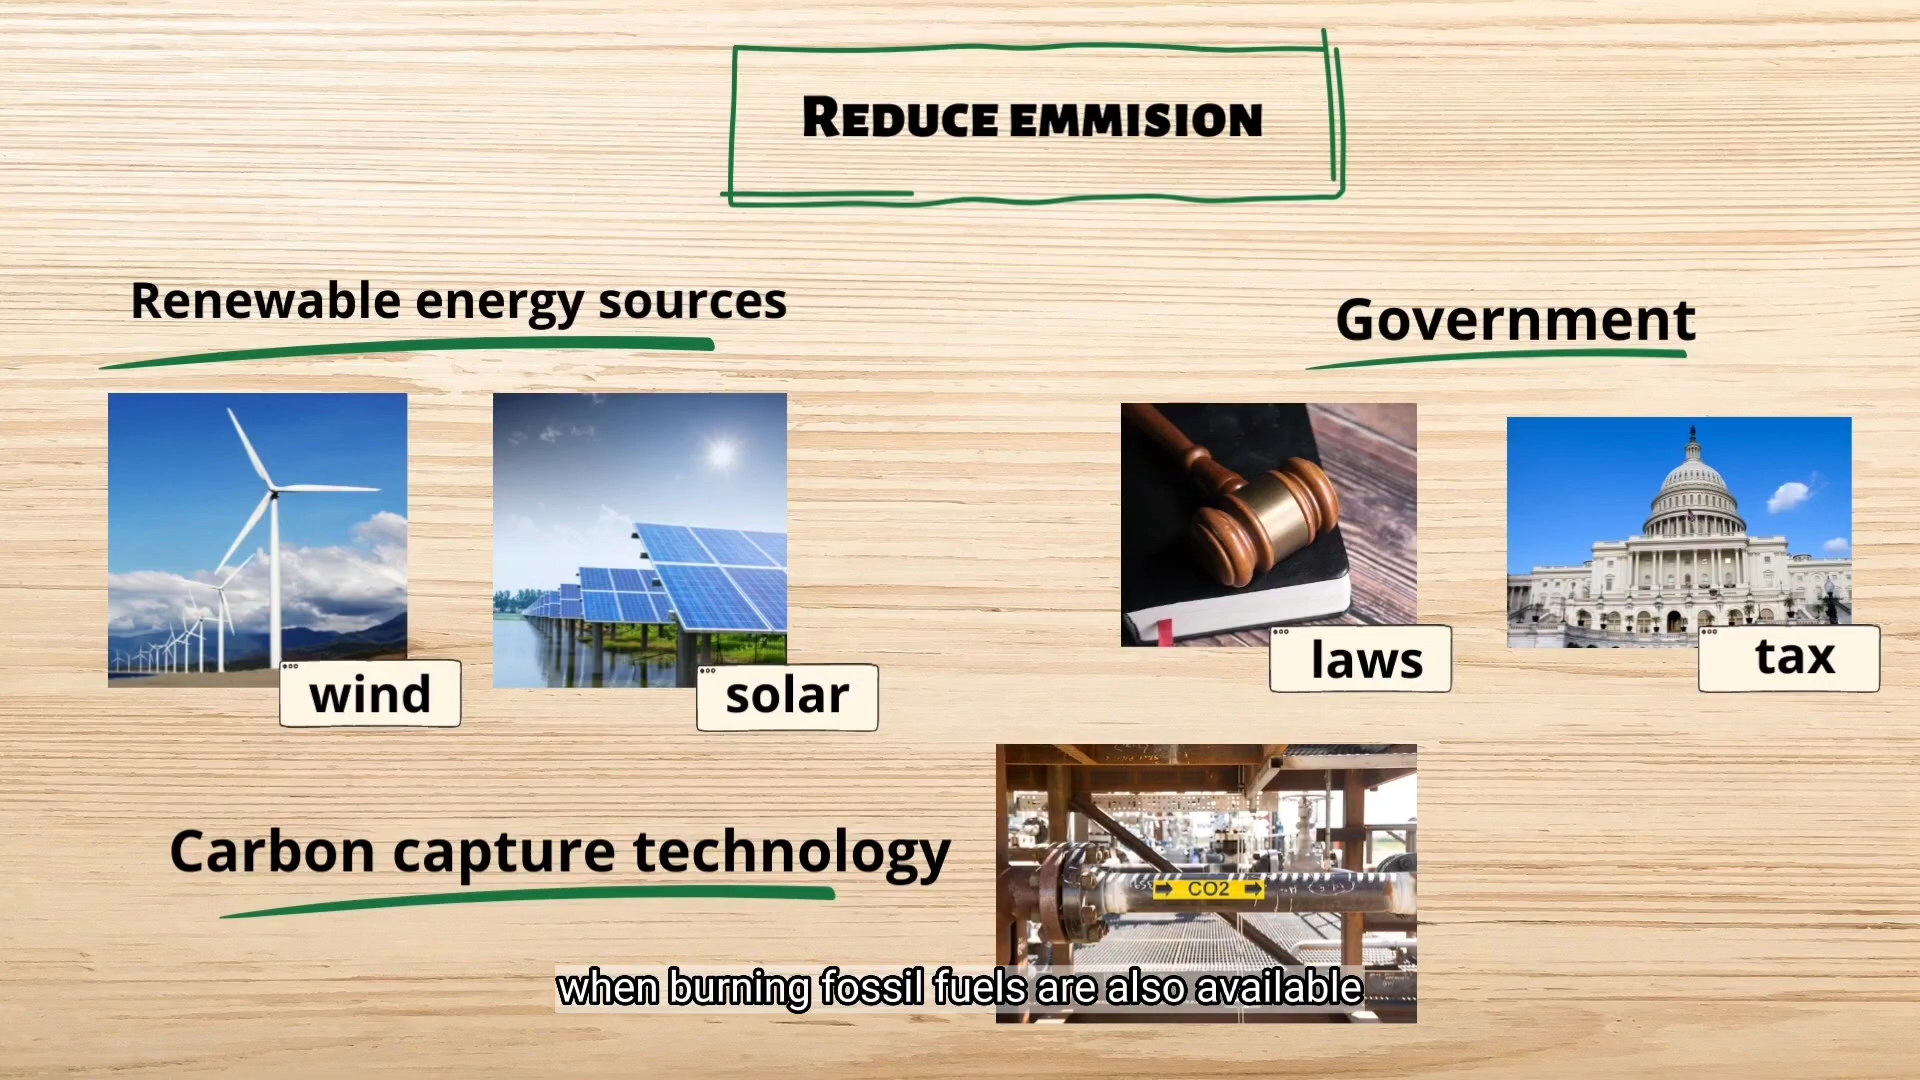 REDUCE EMMISION
Renewable energy sources
Government
wind
solar
laws
tax
Carbon capture technology
CO2
when burning fossil fuels are also available